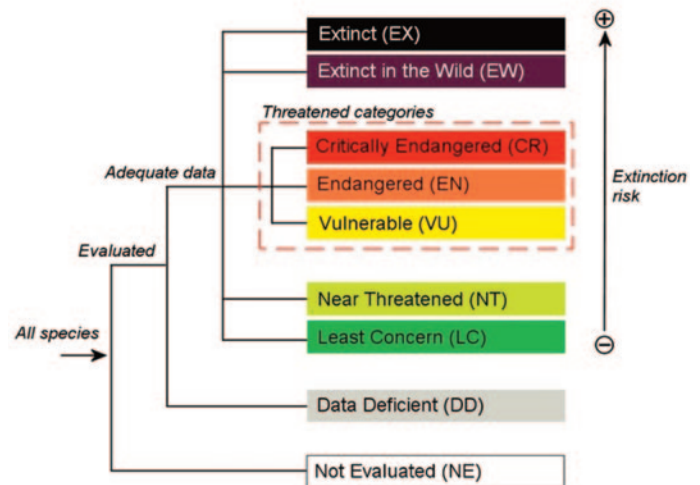 Extinct (EX)
Extinct in the Wild (EW)
Threatened categories
Critically Endangered (CR)
Adequate data
Endangered (EN)
Extinction
risk
Vulnerable (VU)
Evaluated
Near Threatened (NT)
All species
Least Concern (LC)
Data Deficient (DD)
Not Evaluated (NE)